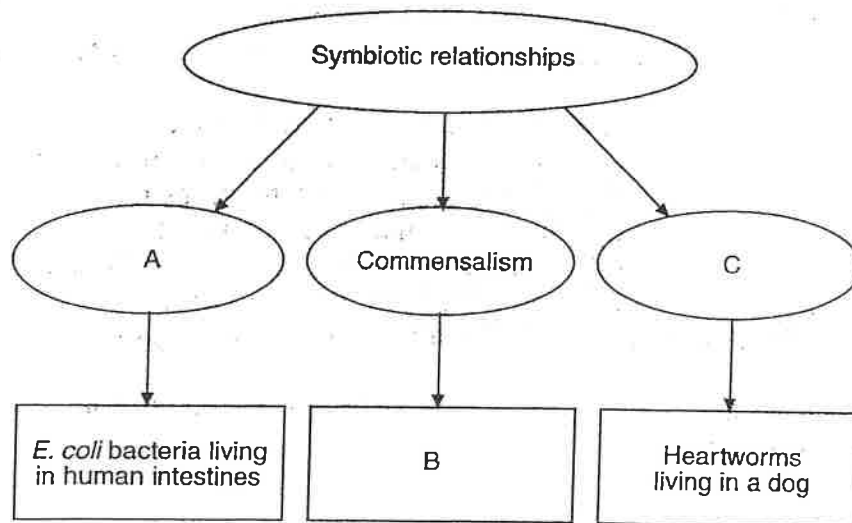 Symbiotic relationships
A
Commensalism
C
E. coli bacteria living
in human intestines
B
Heartworms
living in a dog